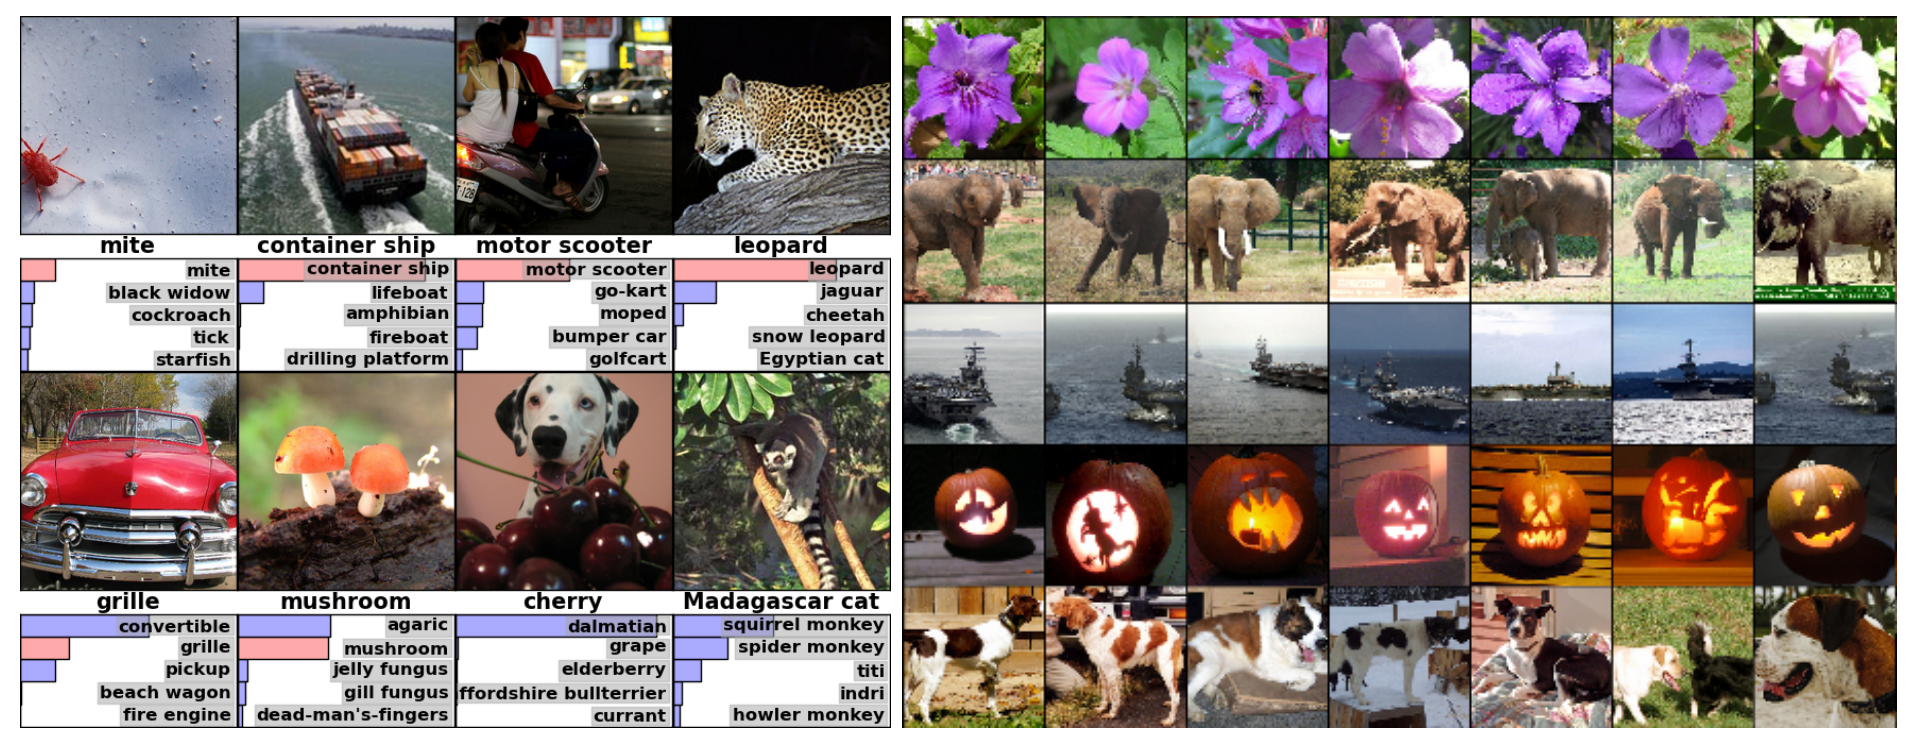 mite
container ship
motor scooter
leopard
mite
black widow
cockroach
tick
starfish
container ship
lifeboat
amphibian
fireboat
drilling platform
motor scooter
go-kart
moped
bumper car
golfcart
leopard
jaguar
cheetah
snow leopard
Egyptian cat
grille
mushroom
cherry
Madagascar cat
convertible
grille
pickup
beach wagon
fire engine
agaric
mushroom
jelly fungus
gill fungus
dead-man's-fingers
dalmatian
grape
elderberry
ffordshire bullterrier
currant
squirrel monkey
spider monkey
titi
indri
howler monkey